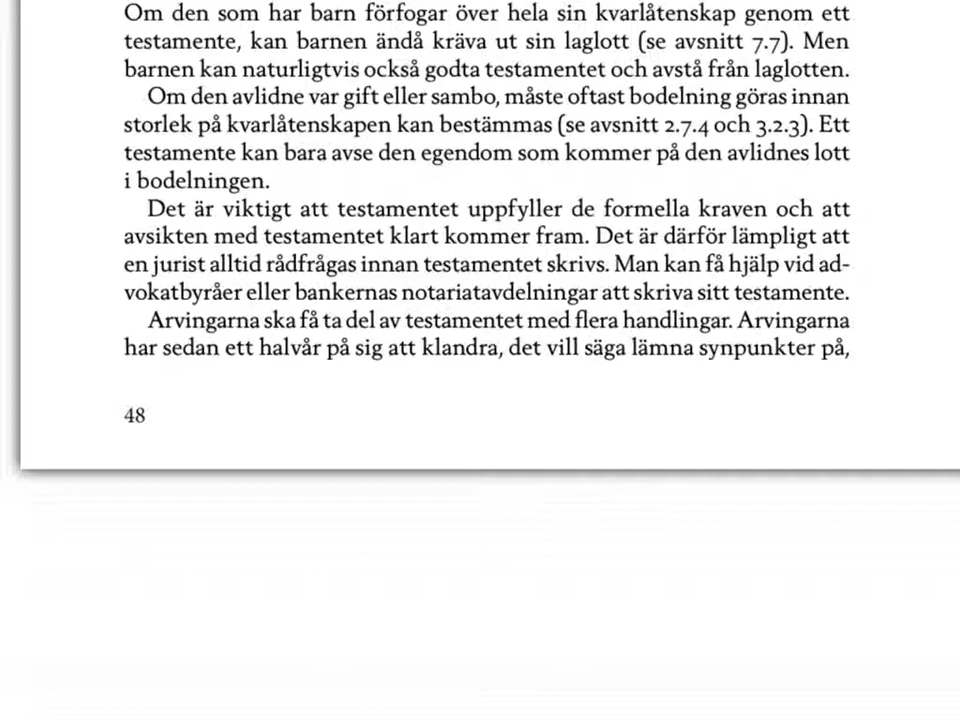 Om den som har barn förfogar över hela sin kvarlåtenskap genom ett
testamente, kan barnen ändå kräva ut sin laglott (se avsnitt 7.7). Men
barnen kan naturligtvis också godta testamentet och avstå från laglotten.
Om den avlidne var gift eller sambo, måste oftast bodelning göras innan
storlek på kvarlåtenskapen kan bestämmas (se avsnitt 2.7.4 och 3.2.3). Ett
testamente kan bara avse den egendom som kommer på den avlidnes lott
i bodelningen.
Det är viktigt att testamentet uppfyller de formella kraven och att
avsikten med testamentet klart kommer fram. Det är därför lämpligt att
en jurist alltid rådfrågas innan testamentet skrivs. Man kan få hjälp vid ad-
vokatbyråer eller bankernas notariatavdelningar att skriva sitt testamente.
Arvingarna ska få ta del av testamentet med flera handlingar. Arvingarna
har sedan ett halvår på sig att klandra, det vill säga lämna synpunkter på,
48